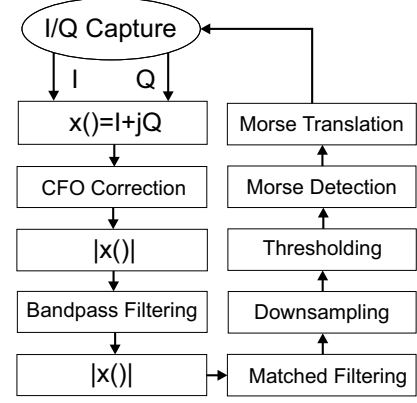 I/Q Capture
I
Q
x()=I+jQ
CFO Correction
|x()|
Bandpass Filtering
|x()|
Matched Filtering
Downsampling
Thresholding
Morse Detection
Morse Translation